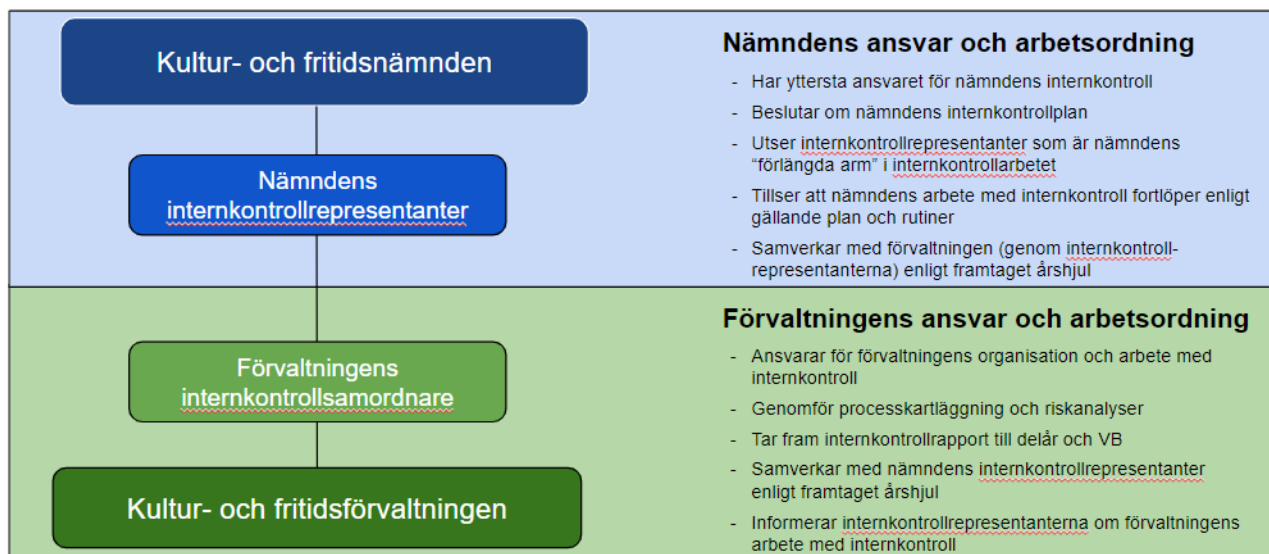 Kultur- och fritidsnämnden
Nämndens
internkontrollrepresentanter
Nämndens ansvar och arbetsordning
- Har yttersta ansvaret för nämndens internkontroll
- Beslutar om nämndens internkontrollplan
- Utser internkontrollrepresentanter som är nämndens
“förlängda arm” i internkontrollarbetet
- Tillser att nämndens arbete med internkontroll fortlöper enligt
gällande plan och rutiner
- Samverkar med förvaltningen (genom internkontroll-
representanterna) enligt framtaget årshjul
Förvaltningens
internkontrollsamordnare
Kultur- och fritidsförvaltningen
Förvaltningens ansvar och arbetsordning
- Ansvarar för förvaltningens organisation och arbete med
internkontroll
- Genomför processkartläggning och riskanalyser
- Tar fram internkontrollrapport till delår och VB
- Samverkar med nämndens internkontrollrepresentanter
enligt framtaget årshjul
- Informerar internkontrollrepresentanterna om förvaltningens
arbete med internkontroll